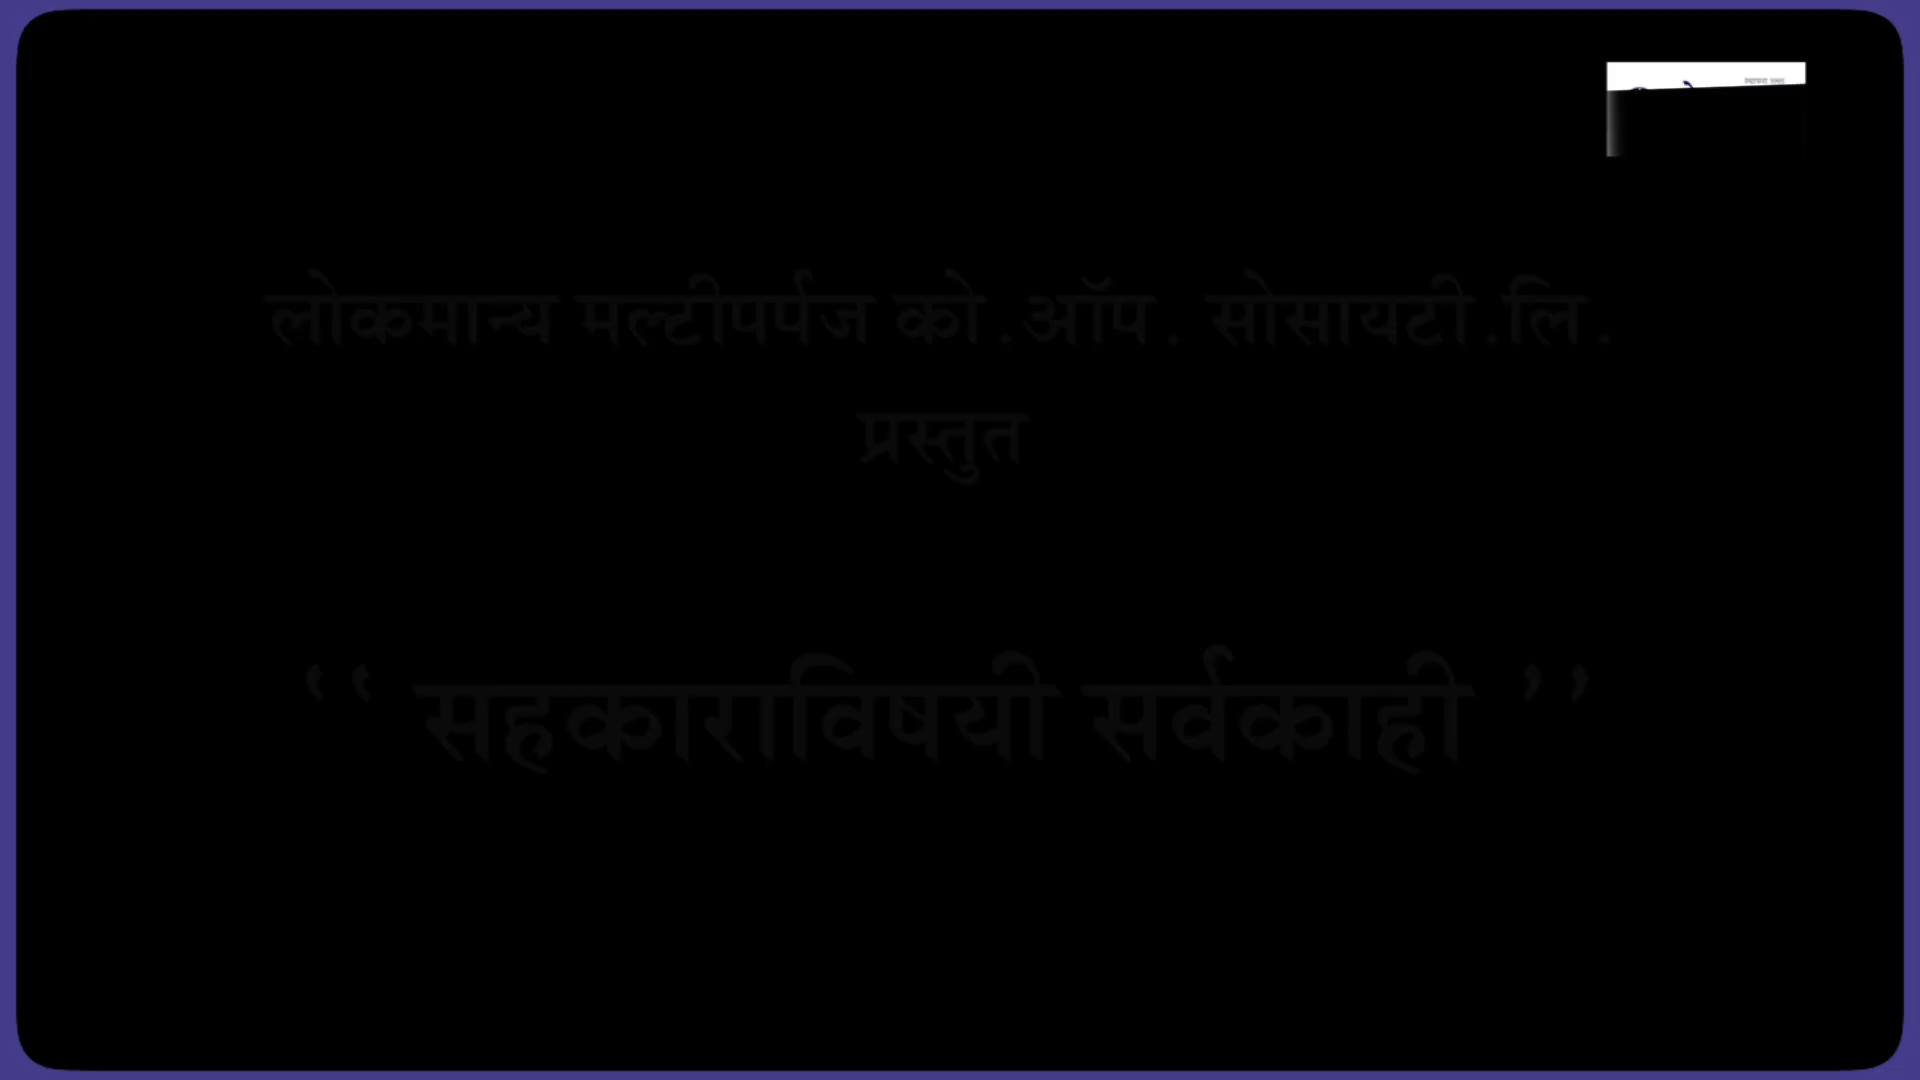 लोकमान्य मल्टीपर्पज को.ऑप. सोसायटी.लि.
प्रस्तुत
‘‘ सहकाराविषयी सर्वकाही ’’